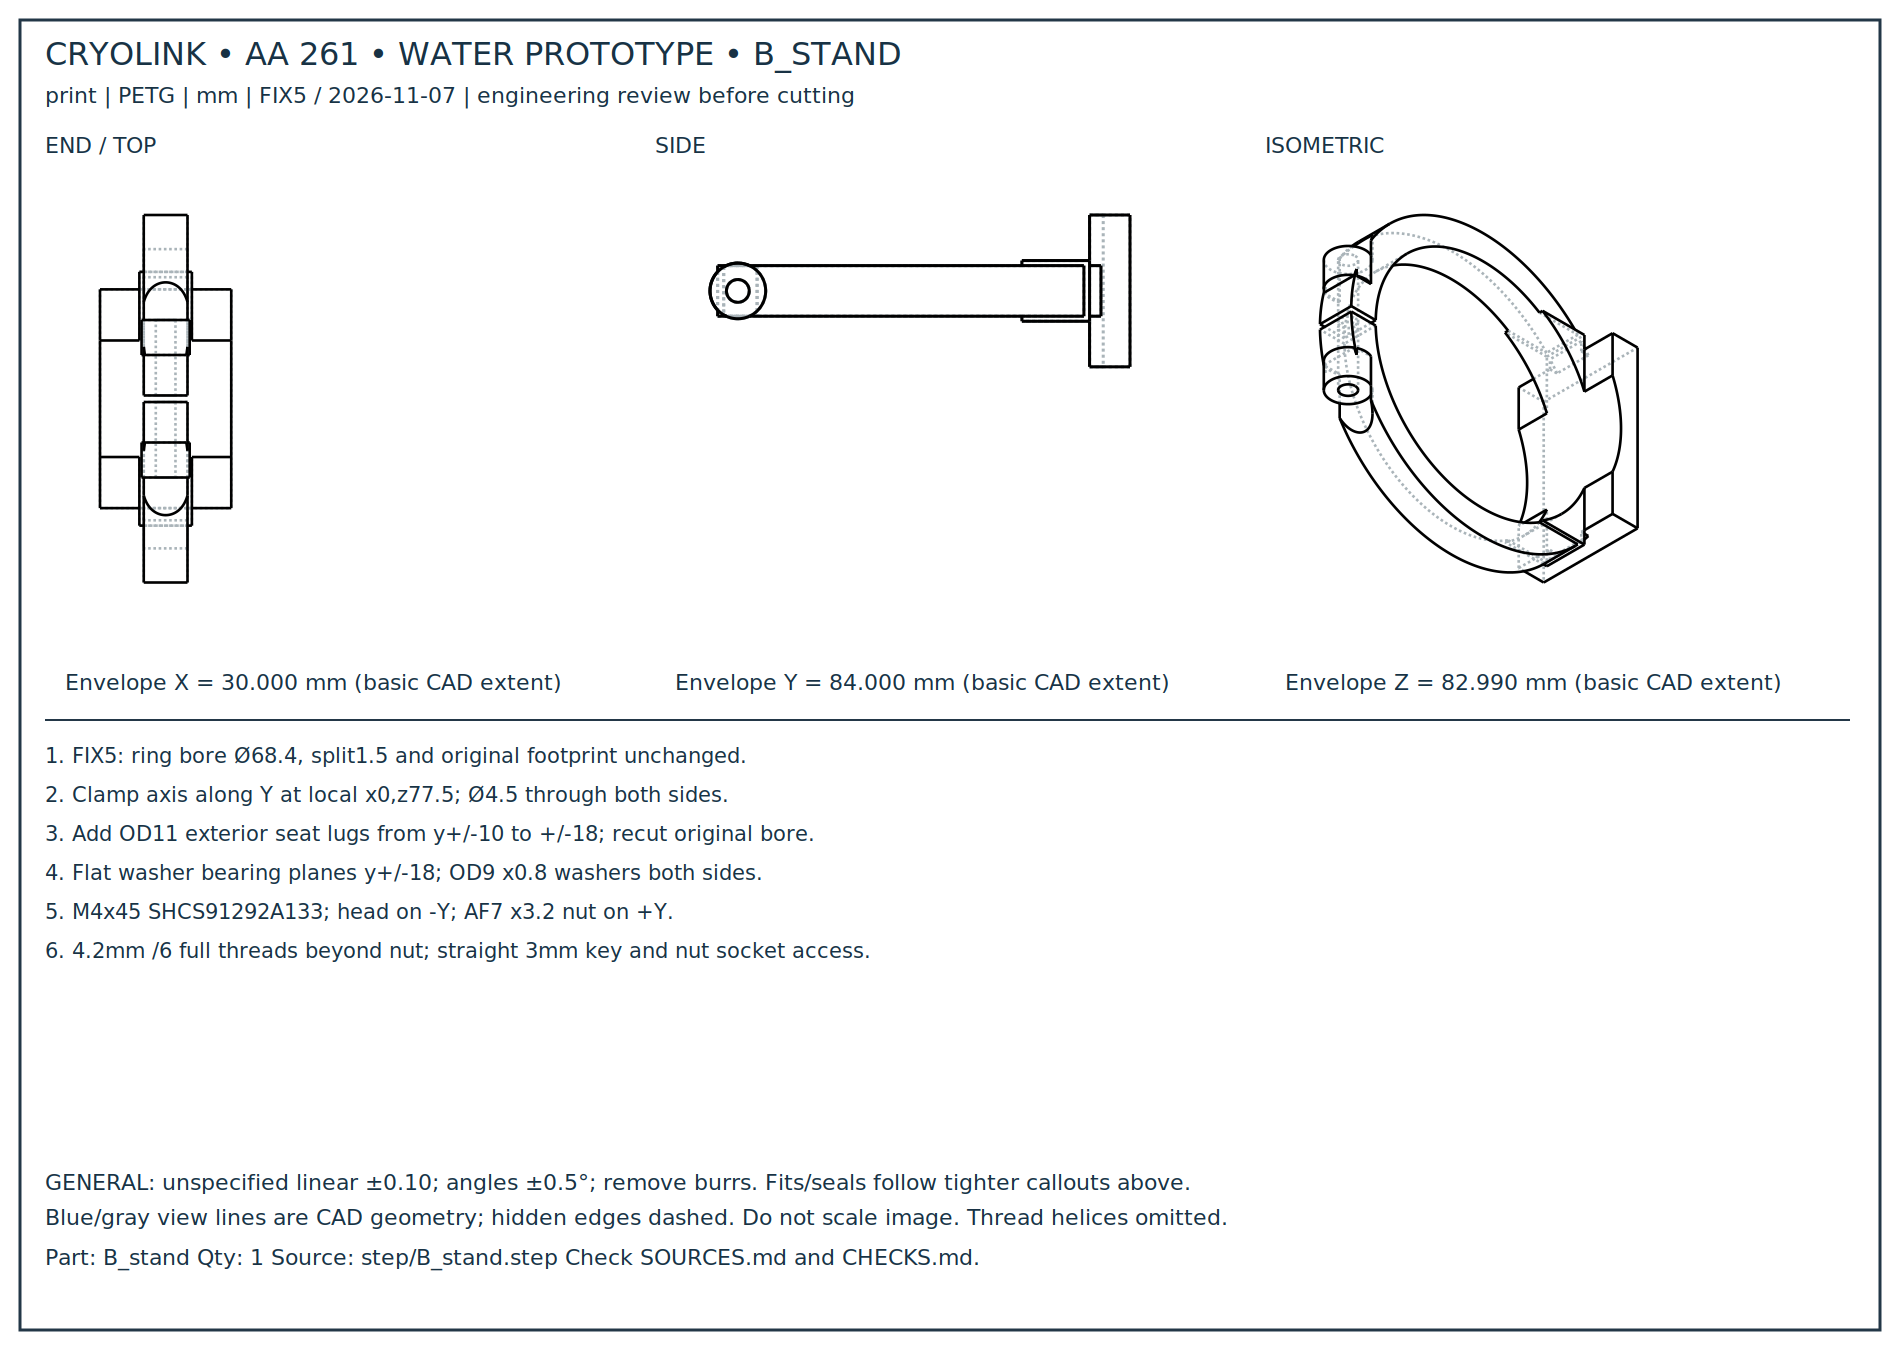 CRYOLINK • AA 261 • WATER PROTOTYPE • B_STAND
print | PETG | mm | FIX5 / 2026-11-07 | engineering review before cutting
END / TOP
SIDE
ISOMETRIC
Envelope X = 30.000 mm (basic CAD extent)
Envelope Y = 84.000 mm (basic CAD extent)
Envelope Z = 82.990 mm (basic CAD extent)
1. FIX5: ring bore Ø68.4, split1.5 and original footprint unchanged.
2. Clamp axis along Y at local x0,z77.5; Ø4.5 through both sides.
3. Add OD11 exterior seat lugs from y+/-10 to +/-18; recut original bore.
4. Flat washer bearing planes y+/-18; OD9 x0.8 washers both sides.
5. M4x45 SHCS91292A133; head on -Y; AF7 x3.2 nut on +Y.
6. 4.2mm /6 full threads beyond nut; straight 3mm key and nut socket access.
GENERAL: unspecified linear ±0.10; angles ±0.5°; remove burrs. Fits/seals follow tighter callouts above.
Blue/gray view lines are CAD geometry; hidden edges dashed. Do not scale image. Thread helices omitted.
Part: B_stand Qty: 1 Source: step/B_stand.step Check SOURCES.md and CHECKS.md.